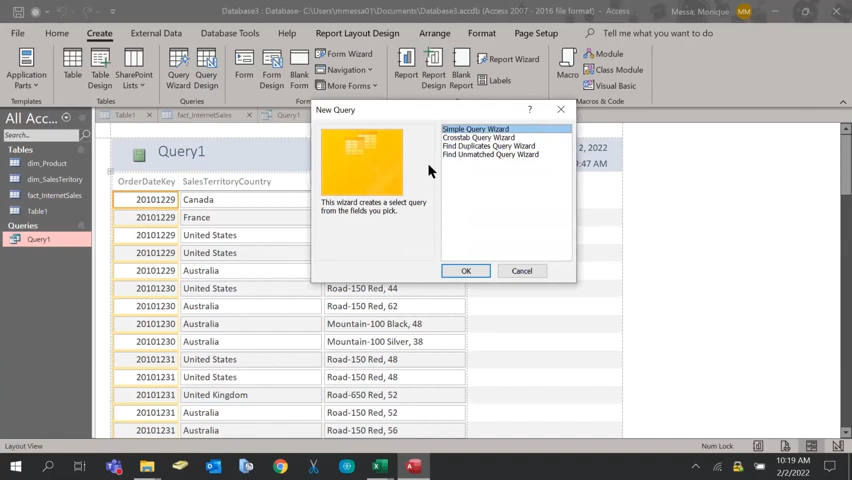 Database3 : Database- C:\Users\mmessa01\Documents\Database3.accdb (Access 2007 - 2016 file format) - Access
Messa, Monique
MM
File
Home
Create
External Data
Database Tools
Help
Report Layout Design
Arrange
Format
Page Setup
Tell me what you want to do
Application Parts
Templates
Table
Table Design
SharePoint Lists
Tables
Query Wizard
Query Design
Queries
Form
Form Design
Blank Form
Form Wizard
Navigation
More Forms
Report
Report Design
Blank Report
Report Wizard
Labels
Macro
Module
Class Module
Visual Basic
Macros & Code
All Acc...
Search...
Tables
dim_Product
dim_SalesTerritory
fact_InternetSales
Table1
Queries
Query1
Table1
fact_InternetSales
Query1
Query1
2, 2022
9:47 AM
OrderDateKey
SalesTerritoryCountry
20101229 Canada
20101229 France
20101229 United States
20101229 United States
20101229 Australia
20101230 United States Road-150 Red, 44
20101230 Australia Road-150 Red, 62
20101230 Australia Mountain-100 Black, 48
20101230 Australia Mountain-100 Silver, 38
20101231 United States Road-150 Red, 48
20101231 United States Road-150 Red, 48
20101231 United Kingdom Road-650 Red, 52
20101231 Australia Road-150 Red, 52
20101231 Australia Road-150 Red, 56
New Query
?
Simple Query Wizard
Crosstab Query Wizard
Find Duplicates Query Wizard
Find Unmatched Query Wizard
This wizard creates a select query
from the fields you pick.
OK
Cancel
Layout View
Num Lock
10:19 AM
2/2/2022